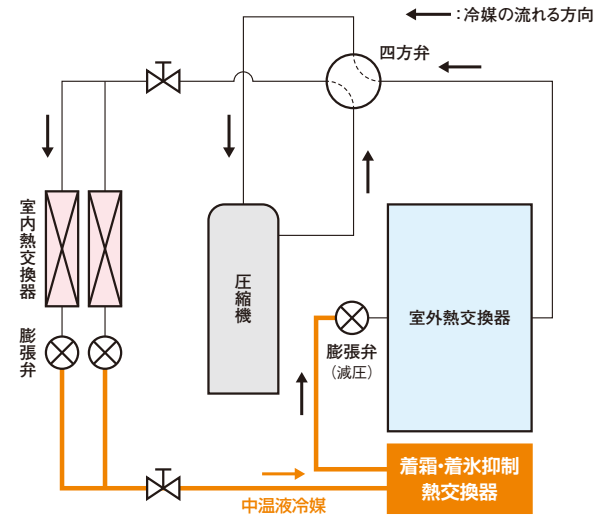 ：冷媒の流れる方向
四方弁
室内熱交換器
圧縮機
室外熱交換器
膨張弁
膨張弁
（減圧）
着霜・着氷抑制
熱交換器
中温液冷媒